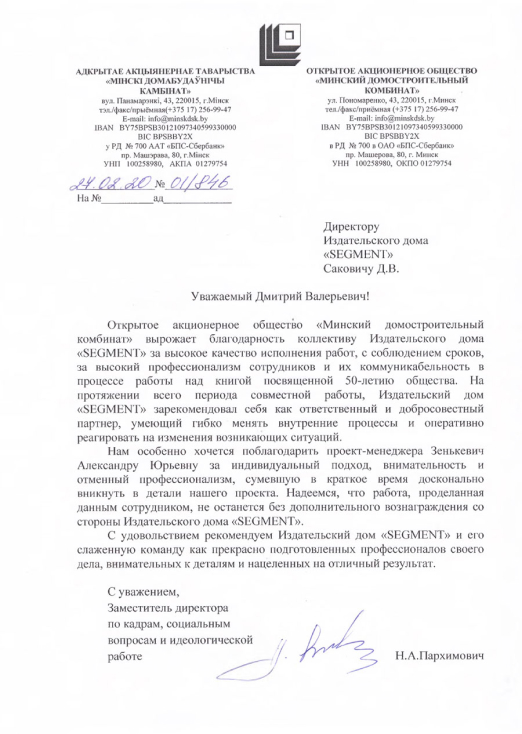 АДКРЫТАЕ АКЦЫЯНЕРНАЕ ТАВАРЫСТВА
«МІНСКІ ДОМАБУДАЎНІЧЫ
КАМБІНАТ»
вул. Панамарэнкі, 43, 220015, г.Мінск
тэл./факс/прыёмная(+375 17) 256-99-47
E-mail: info@minskdsk.by
IBAN BY75BPSB30121097340599330000
BIC BPSBBY2X
у РД № 700 ААТ «БПС-Сбербанк»
пр. Машэрава, 80, г.Мінск
УНП 100258980, АКПА 01279754
ОТКРЫТОЕ АКЦИОНЕРНОЕ ОБЩЕСТВО
«МИНСКИЙ ДОМОСТРОИТЕЛЬНЫЙ
КОМБИНАТ»
ул. Пономаренко, 43, 220015, г.Минск
тел./факс/приёмная (+375 17) 256-99-47
E-mail: info@minskdsk.by
IBAN BY75BPSB30121097340599330000
BIC BPSBBY2X
в РД № 700 в ОАО «БПС-Сбербанк»
пр. Машерова, 80, г. Минск
УНН 100258980, ОКПО 01279754
27.02.20 № 01/846
На №__________ад____________
Директору
Издательского дома
«SEGMENT»
Саковичу Д.В.
Уважаемый Дмитрий Валерьевич!
Открытое акционерное общество «Минский домостроительный
комбинат» вырожает благодарность коллективу Издательского дома
«SEGMENT» за высокое качество исполнения работ, с соблюдением сроков,
за высокий профессионализм сотрудников и их коммуникабельность в
процессе работы над книгой посвященной 50-летию общества. На
протяжении всего периода совместной работы, Издательский дом
«SEGMENT» зарекомендовал себя как ответственный и добросовестный
партнер, умеющий гибко менять внутренние процессы и оперативно
реагировать на изменения возникающих ситуаций.
Нам особенно хочется поблагодарить проект-менеджера Зенькевич
Александру Юрьевну за индивидуальный подход, внимательность и
отменный профессионализм, сумевшую в краткое время досконально
вникнуть в детали нашего проекта. Надеемся, что работа, проделанная
данным сотрудником, не останется без дополнительного вознаграждения со
стороны Издательского дома «SEGMENT».
С удовольствием рекомендуем Издательский дом «SEGMENT» и его
слаженную команду как прекрасно подготовленных профессионалов своего
дела, внимательных к деталям и нацеленных на отличный результат.
С уважением,
Заместитель директора
по кадрам, социальным
вопросам и идеологической
работе
Н.А.Пархимович